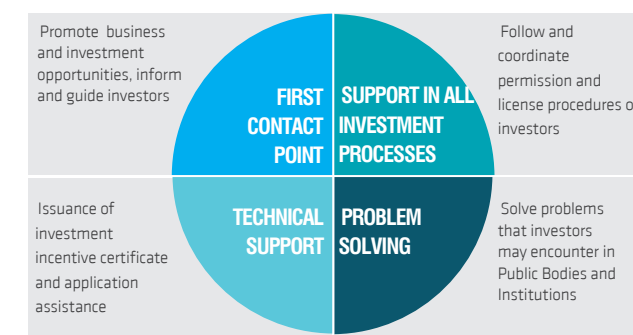 Promote business
and investment
opportunities, inform
and guide investors
FIRST
CONTACT
POINT
SUPPORT IN ALL
INVESTMENT
PROCESSES
Follow and
coordinate
permission and
license procedures o
investors
Issuance of
investment
incentive certificate
and application
assistance
TECHNICAL
SUPPORT
PROBLEM
SOLVING
Solve problems
that investors
may encounter in
Public Bodies and
Institutions